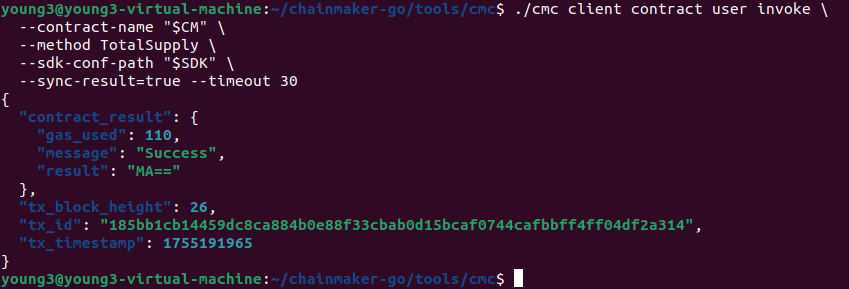 young3@young3-virtual-machine:~/chainmaker-go/tools/cmc$ ./cmc client contract user invoke \
  --contract-name "$CM" \
  --method TotalSupply \
  --sdk-conf-path "$SDK" \
  --sync-result=true --timeout 30
{
  "contract_result": {
    "gas_used": 110,
    "message": "Success",
    "result": "MA=="
  },
  "tx_block_height": 26,
  "tx_id": "185bb1cb14459dc8ca884b0e88f33cbab0d15bcaf0744cafbbff4ff04df2a314",
  "tx_timestamp": 1755191965
}
young3@young3-virtual-machine:~/chainmaker-go/tools/cmc$